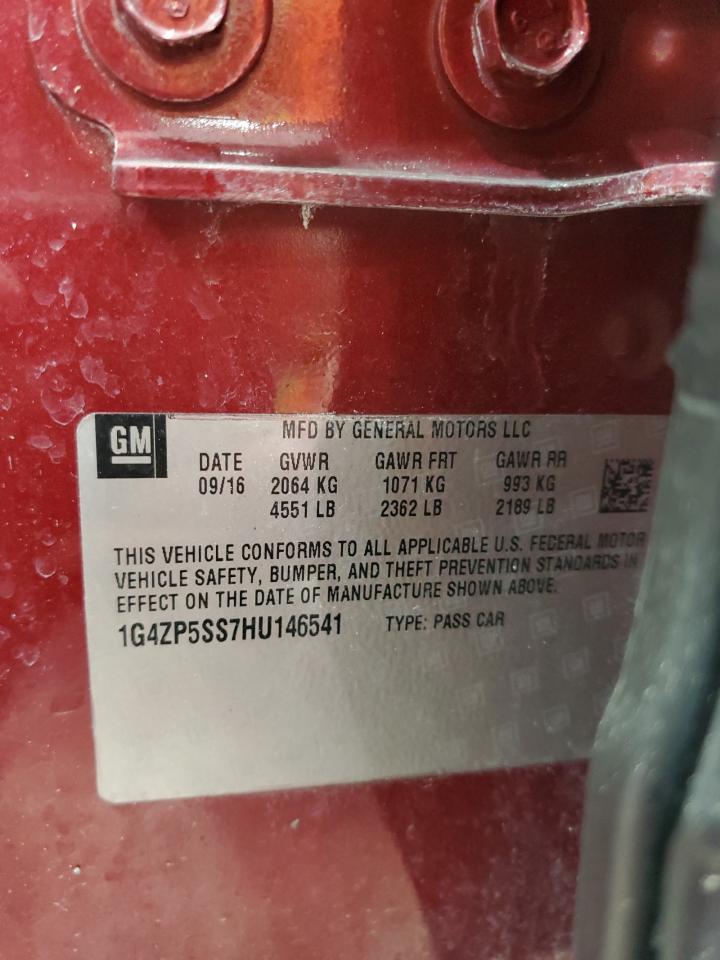 GM
MFD BY GENERAL MOTORS LLC
DATE GVWR GAWR FRT GAWR RR
09/16 2064 KG 1071 KG 993 KG
4551 LB 2362 LB 2189 LB
THIS VEHICLE CONFORMS TO ALL APPLICABLE U.S. FEDERAL MOTOR
VEHICLE SAFETY, BUMPER, AND THEFT PREVENTION STANDARDS IN
EFFECT ON THE DATE OF MANUFACTURE SHOWN ABOVE.
1G4ZP5SS7HU146541 TYPE: PASS CAR